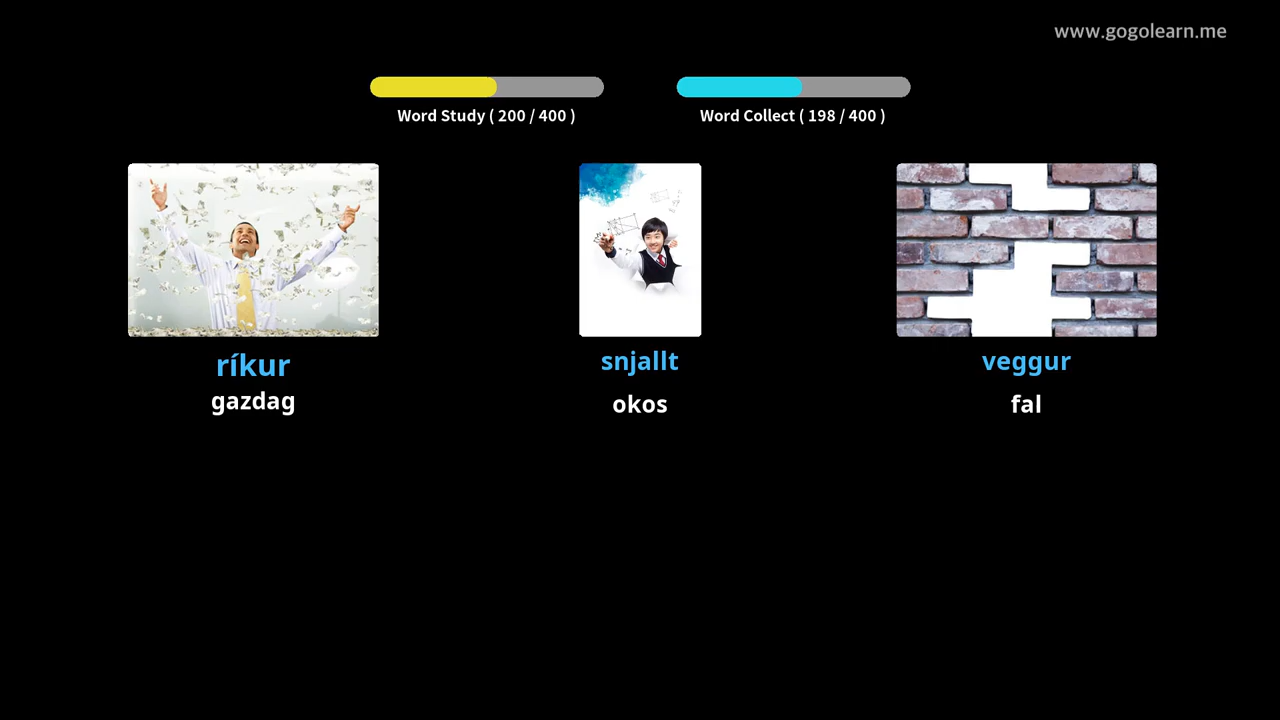 www.gogolearn.me
Word Study ( 200 / 400 )
Word Collect ( 198 / 400 )
ríkur
gazdag
snjallt
okos
veggur
fal